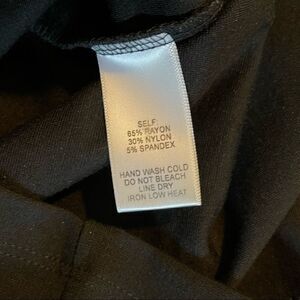 SELF:
65% RAYON
30% NYLON
5% SPANDEX
HAND WASH COLD
DO NOT BLEACH
LINE DRY
IRON LOW HEAT